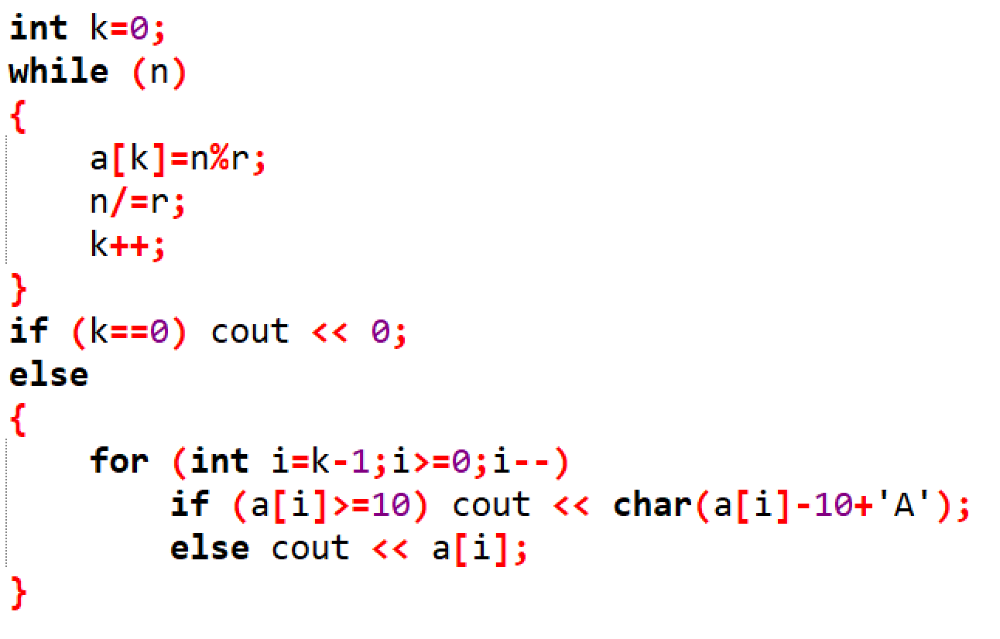 int k=0;
while (n)
{
    a[k]=n%r;
    n/=r;
    k++;
}
if (k==0) cout << 0;
else
{
    for (int i=k-1;i>=0;i--)
        if (a[i]>=10) cout << char(a[i]-10+'A');
        else cout << a[i];
}